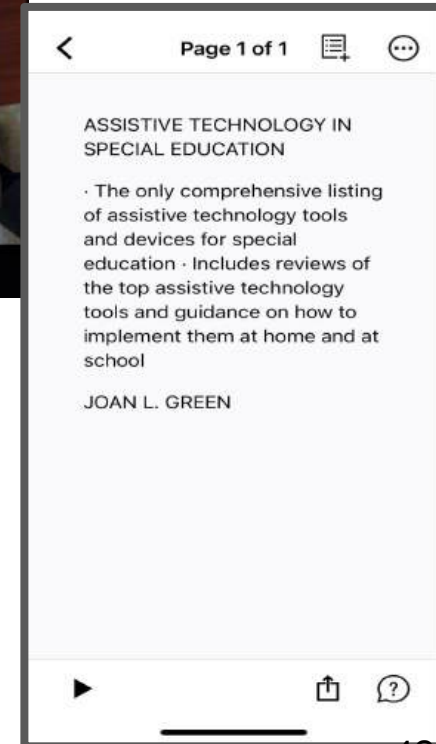 Page 1 of 1
ASSISTIVE TECHNOLOGY IN
SPECIAL EDUCATION
· The only comprehensive listing
of assistive technology tools
and devices for special
education · Includes reviews of
the top assistive technology
tools and guidance on how to
implement them at home and at
school
JOAN L. GREEN